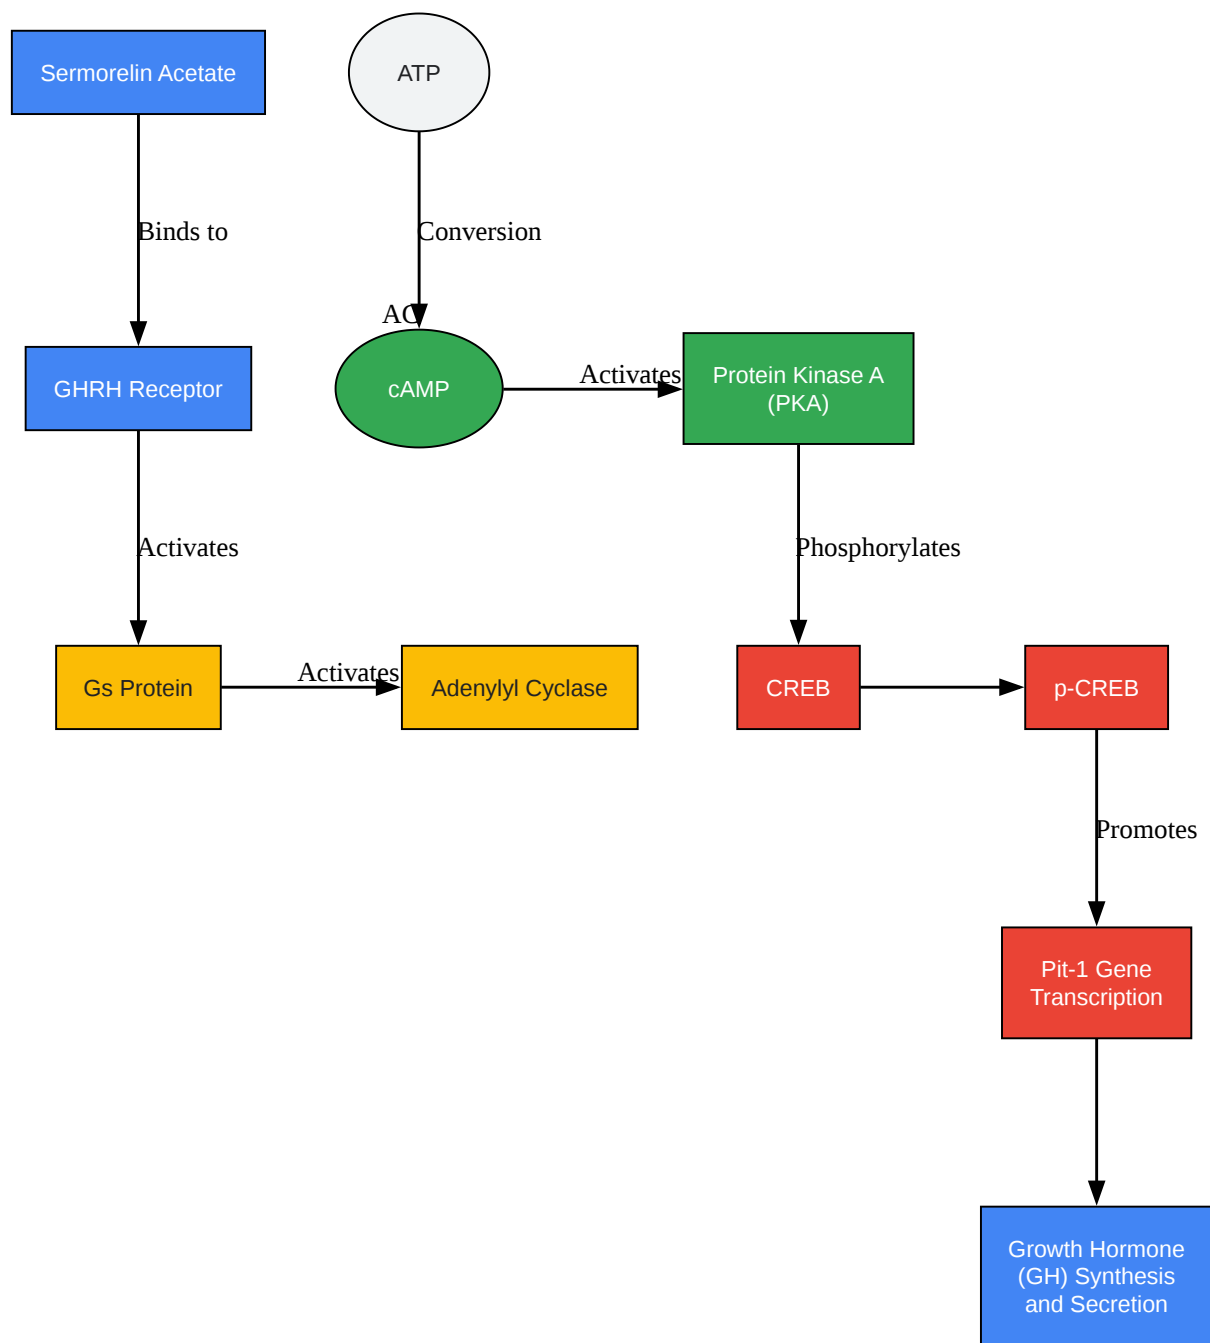 Sermorelin Acetate
ATP
Binds to
Conversion
AC
GHRH Receptor
cAMP
Activates
Protein Kinase A
(PKA)
Activates
Phosphorylates
Gs Protein
Activates
Adenylyl Cyclase
CREB
p-CREB
Promotes
Pit-1 Gene
Transcription
Growth Hormone
(GH) Synthesis
and Secretion